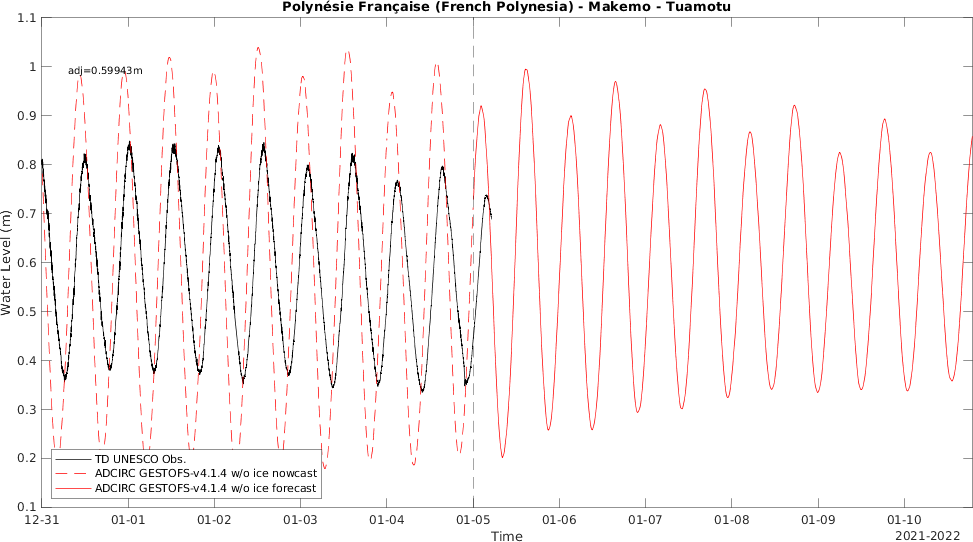 Polynésie Française (French Polynesia) - Makemo - Tuamotu
1.1
1
0.9
0.8
0.7
0.6
0.5
0.4
0.3
0.2
0.1
Water Level (m)
adj=0.59943m
TD UNESCO Obs.
ADCIRC GESTOFS-v4.1.4 w/o ice nowcast
ADCIRC GESTOFS-v4.1.4 w/o ice forecast
12-31 01-01 01-02 01-03 01-04 01-05 01-06 01-07 01-08 01-09 01-10
Time
2021-2022